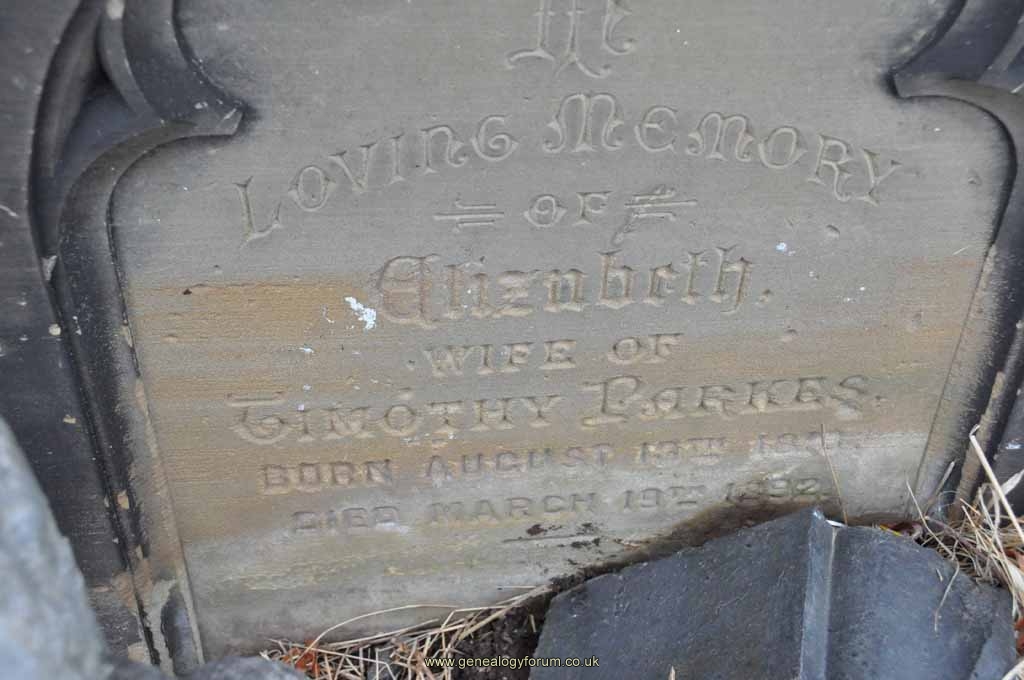 In
Loving Memory
OF
Elizabeth,
WIFE OF
TIMOTHY PARKES,
BORN AUGUST 13TH
DIED MARCH 19TH 1892
www.genealogyforum.co.uk